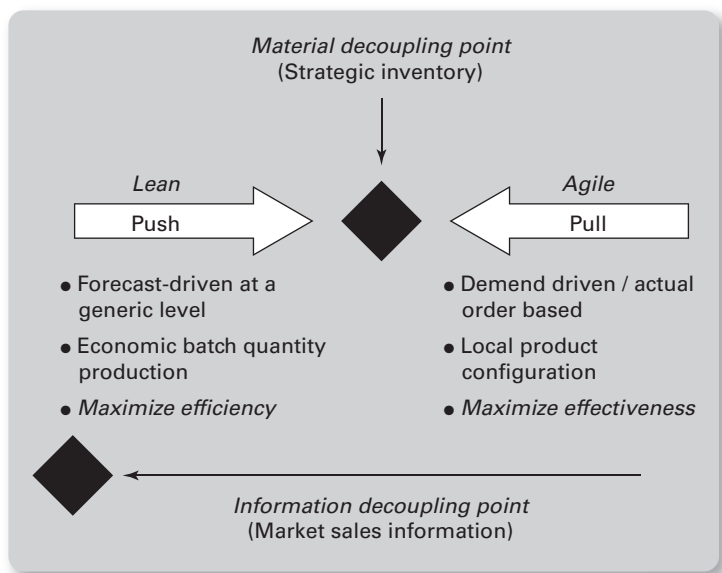 Material decoupling point
(Strategic inventory)
Lean
Push
Agile
Pull
● Forecast-driven at a
generic level
● Economic batch quantity
production
● Maximize efficiency
● Demend driven / actual
order based
● Local product
configuration
● Maximize effectiveness
Information decoupling point
(Market sales information)